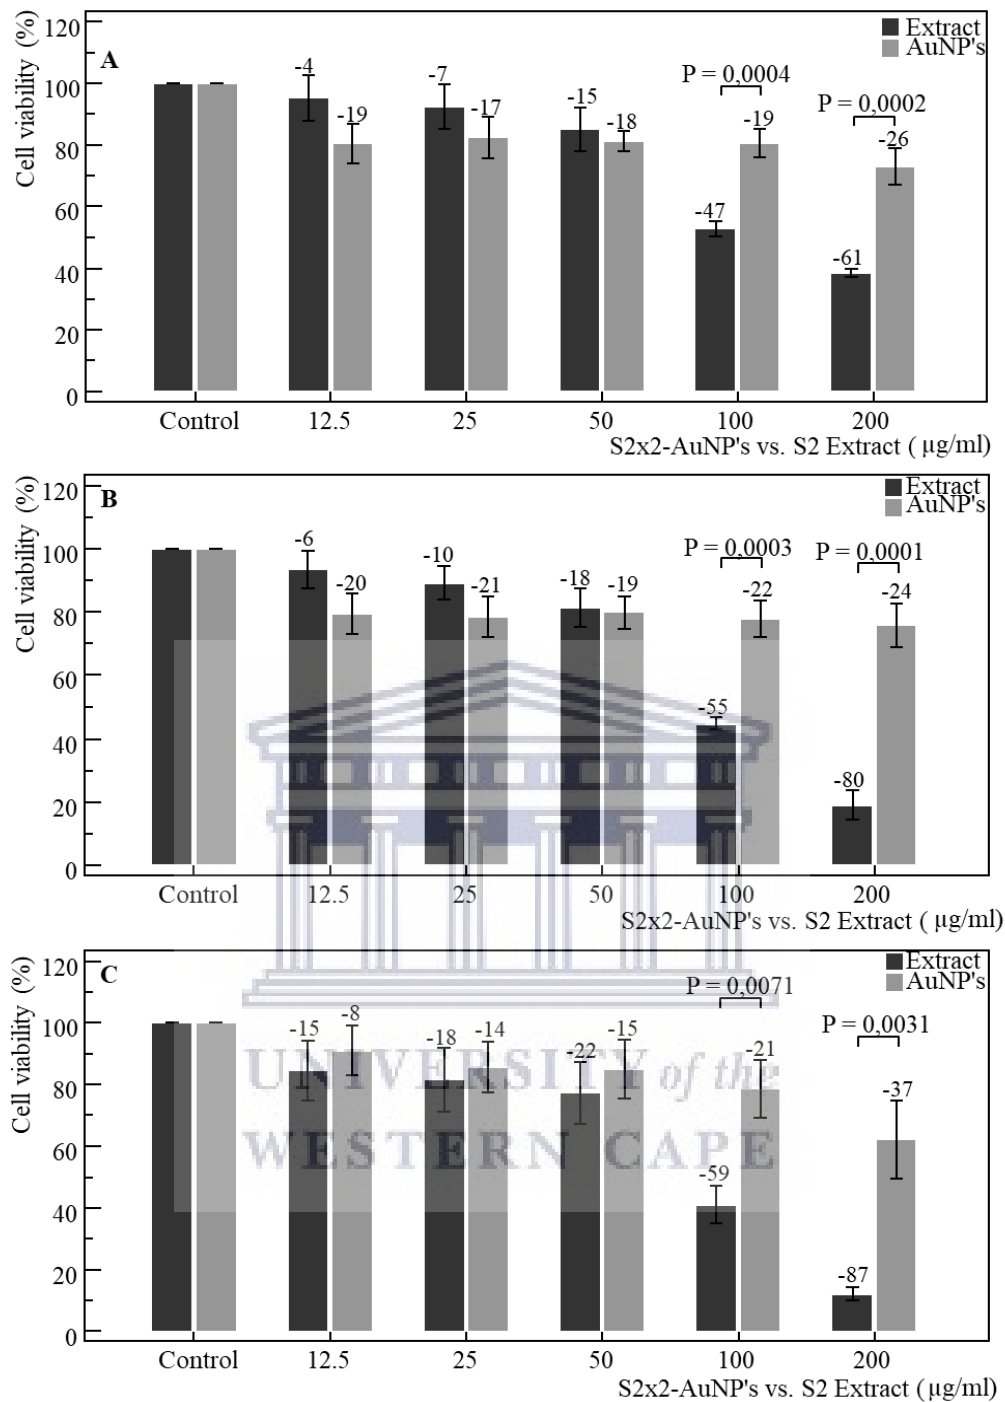 Cell viability (%)
120
100
80
60
40
20
0
A
Extract
AuNP's
-4
-19
-7
-17
-15
-18
-47
P = 0,0004
-19
-61
P = 0,0002
-26
Control 12.5 25 50 100 200
S2x2-AuNP's vs. S2 Extract ( µg/ml)
Cell viability (%)
120
100
80
60
40
20
0
B
Extract
AuNP's
-6
-20
-10
-21
-18
-19
-55
P = 0,0003
-22
-80
P = 0,0001
-24
Control 12.5 25 50 100 200
S2x2-AuNP's vs. S2 Extract ( µg/ml)
Cell viability (%)
120
100
80
60
40
20
0
C
Extract
AuNP's
-15
-8
-18
-14
-22
-15
-59
P = 0,0071
-21
-87
P = 0,0031
-37
UNIVERSITY of the
WESTERN CAPE
Control 12.5 25 50 100 200
S2x2-AuNP's vs. S2 Extract ( µg/ml)